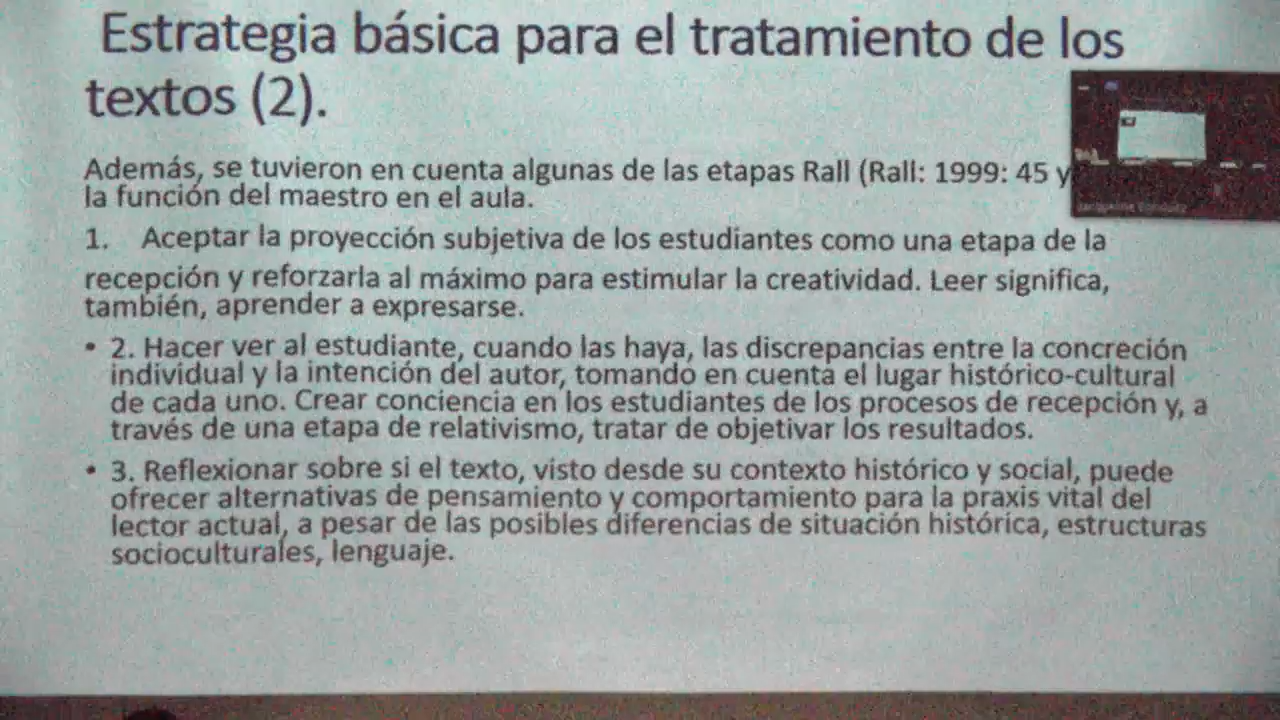 Estrategia básica para el tratamiento de los
textos (2).
Además, se tuvieron en cuenta algunas de las etapas Rall (Rall: 1999: 45 y
la función del maestro en el aula.
1. Aceptar la proyección subjetiva de los estudiantes como una etapa de la
recepción y reforzarla al máximo para estimular la creatividad. Leer significa,
también, aprender a expresarse.
• 2. Hacer ver al estudiante, cuando las haya, las discrepancias entre la concreción
individual y la intención del autor, tomando en cuenta el lugar histórico-cultural
de cada uno. Crear conciencia en los estudiantes de los procesos de recepción y, a
través de una etapa de relativismo, tratar de objetivar los resultados.
• 3. Reflexionar sobre si el texto, visto desde su contexto histórico y social, puede
ofrecer alternativas de pensamiento y comportamiento para la praxis vital del
lector actual, a pesar de las posibles diferencias de situación histórica, estructuras
socioculturales, lenguaje.